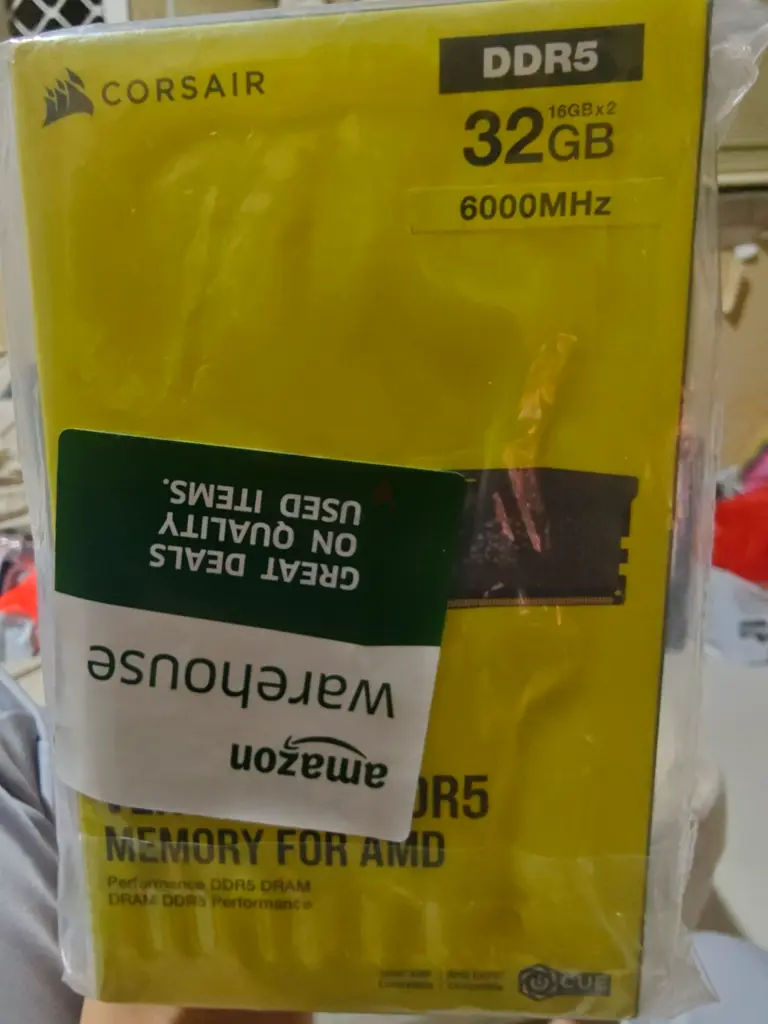 CORSAIR
DDR5
16GBx2
32GB
6000MHz
GREAT DEALS
ON QUALITY
USED ITEMS.
warehouse
amazon
DR5
MEMORY FOR AMD
Performance DDR5 DRAM
DRAM DDR5 Performance
CUE